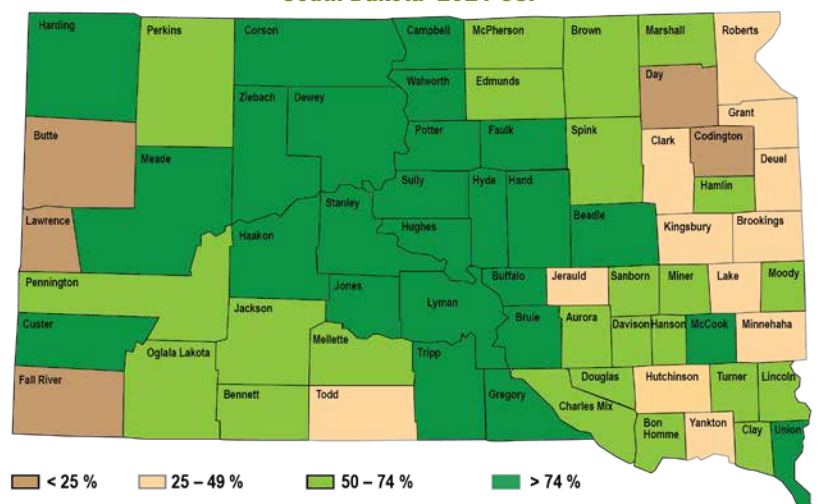 Harding
Perkins
Corson
Campbell
McPherson
Brown
Marshall
Roberts
Walworth
Edmunds
Day
Ziebach
Dewey
Grant
Butte
Potter
Faulk
Spink
Clark
Codington
Meade
Deuel
Sully
Hyde
Hand
Hamlin
Lawrence
Stanley
Beadle
Haakon
Hughes
Kingsbury
Brookings
Pennington
Jones
Buffalo
Jerauld
Sanborn
Miner
Lake
Moody
Lyman
Jackson
Custer
Brule
Aurora
Davison
Hanson
McCook
Minnehaha
Mellette
Oglala Lakota
Tripp
Fall River
Douglas
Hutchinson
Turner
Lincoln
Bennett
Todd
Gregory
Charles Mix
Bon
Homme
Yankton
Clay
Union
< 25 %
25 – 49 %
50 – 74 %
> 74 %